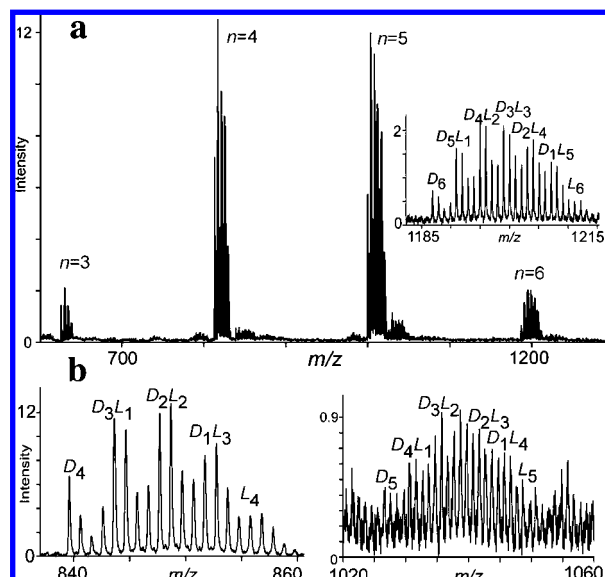 a
12
Intensity
0
n=3
n=4
n=5
n=6
700
m/z
1200
2
0
D6
D5L1
D4L2
D3L3
D2L4
D1L5
L6
1185
m/z
1215
b
12
Intensity
0
D4
D3L1
D2L2
D1L3
L4
840
m/z
860
0.9
0
D5
D4L1
D3L2
D2L3
D1L4
L5
1020
m/z
1060